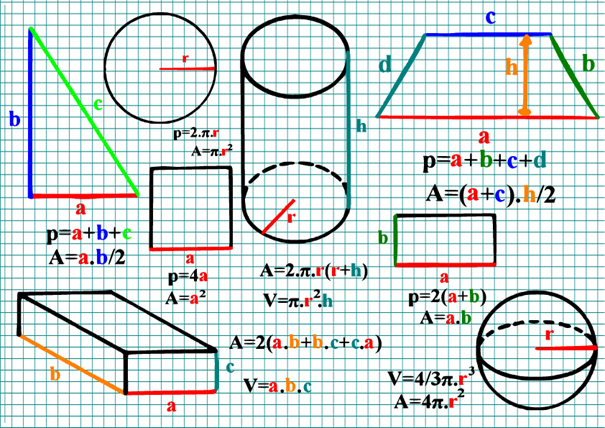 b
c
a
p=a+b+c
A=a.b/2
r
p=2.π.r
A=π.r²
a
p=4a
A=a²
h
r
A=2.π.r(r+h)
V=π.r².h
c
d
h
b
a
p=a+b+c+d
A=(a+c).h/2
b
a
p=2(a+b)
A=a.b
b
a
c
A=2(a.b+b.c+c.a)
V=a.b.c
r
V=4/3π.r³
A=4π.r²